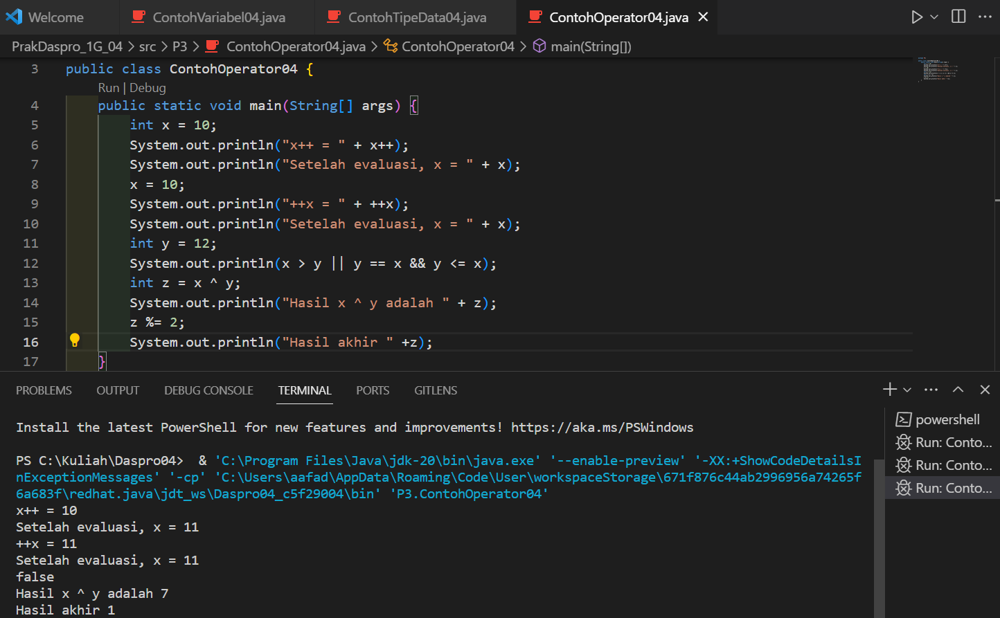 Welcome ContohVariabel04.java ContohTipeData04.java ContohOperator04.java
PrakDaspro_1G_04 > src > P3 > ContohOperator04.java > ContohOperator04 > main(String[])
3 public class ContohOperator04 {
Run | Debug
4 public static void main(String[] args) {
5 int x = 10;
6 System.out.println("x++ = " + x++);
7 System.out.println("Setelah evaluasi, x = " + x);
8 x = 10;
9 System.out.println("++x = " + ++x);
10 System.out.println("Setelah evaluasi, x = " + x);
11 int y = 12;
12 System.out.println(x > y || y == x && y <= x);
13 int z = x ^ y;
14 System.out.println("Hasil x ^ y adalah " + z);
15 z %= 2;
16 System.out.println("Hasil akhir " +z);
17 }
PROBLEMS OUTPUT DEBUG CONSOLE TERMINAL PORTS GITLENS
Install the latest PowerShell for new features and improvements! https://aka.ms/PSWindows
PS C:\Kuliah\Daspro04>  & 'C:\Program Files\Java\jdk-20\bin\java.exe' '--enable-preview' '-XX:+ShowCodeDetailsI
nExceptionMessages' '-cp' 'C:\Users\aafad\AppData\Roaming\Code\User\workspaceStorage\671f876c44ab2996956a74265f
6a683f\redhat.java\jdt_ws\Daspro04_c5f29004\bin' 'P3.ContohOperator04'
x++ = 10
Setelah evaluasi, x = 11
++x = 11
Setelah evaluasi, x = 11
false
Hasil x ^ y adalah 7
Hasil akhir 1
powershell
Run: Conto...
Run: Conto...
Run: Conto...